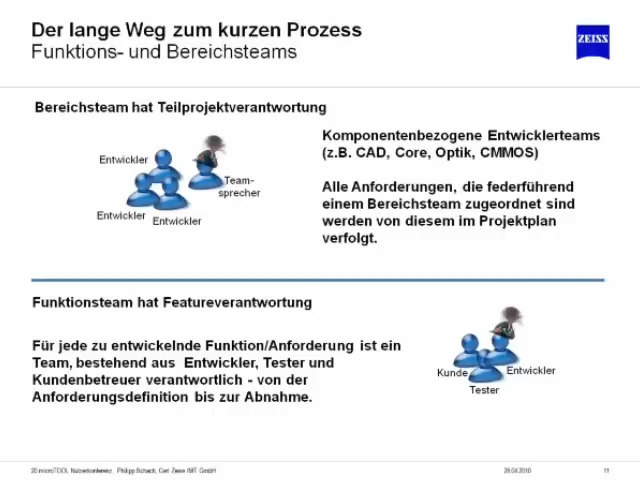 Der lange Weg zum kurzen Prozess
Funktions- und Bereichsteams
ZEISS
Bereichsteam hat Teilprojektverantwortung
Entwickler
Team-
sprecher
Entwickler
Entwickler
Komponentenbezogene Entwicklerteams
(z.B. CAD, Core, Optik, CMMOS)
Alle Anforderungen, die federführend
einem Bereichsteam zugeordnet sind
werden von diesem im Projektplan
verfolgt.
Funktionsteam hat Featureverantwortung
Für jede zu entwickelnde Funktion/Anforderung ist ein
Team, bestehend aus Entwickler, Tester und
Kundenbetreuer verantwortlich - von der
Anforderungsdefinition bis zur Abnahme.
Kunde
Entwickler
Tester
20.microTOOL Nutzerkonferenz, Philipp Schach, Carl Zeiss IMT GmbH
29.04.2010
11